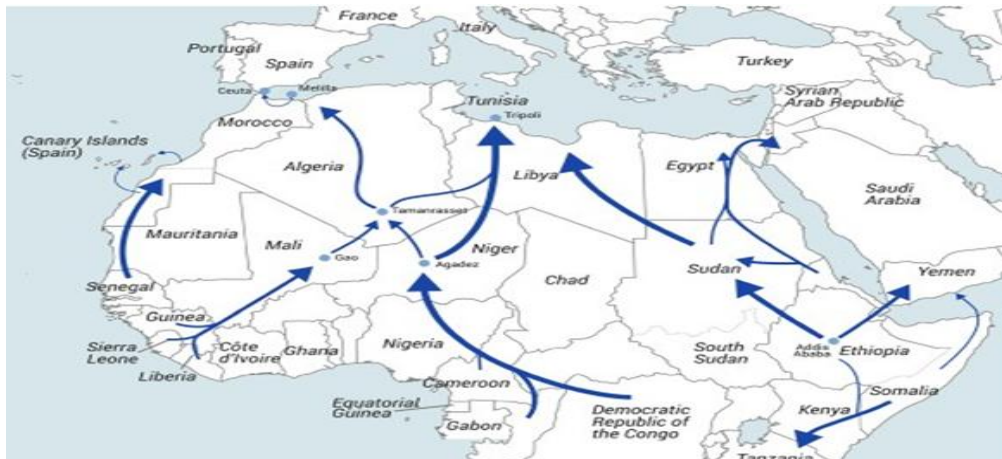 France
Italy
Portugal
Spain
Turkey
Ceuta
Melilla
Tunisia
Tripoli
Syrian
Arab Republic
Morocco
Canary Islands
(Spain)
Algeria
Libya
Egypt
Saudi
Arabia
Tamanrasset
Mauritania
Mali
Gao
Niger
Agadez
Chad
Sudan
Yemen
Senegal
Guinea
Sierra
Leone
Liberia
Côte
d'Ivoire
Ghana
Nigeria
South
Sudan
Addis
Ababa
Ethiopia
Cameroon
Equatorial
Guinea
Gabon
Democratic
Republic of
the Congo
Somalia
Kenya
Tanzania